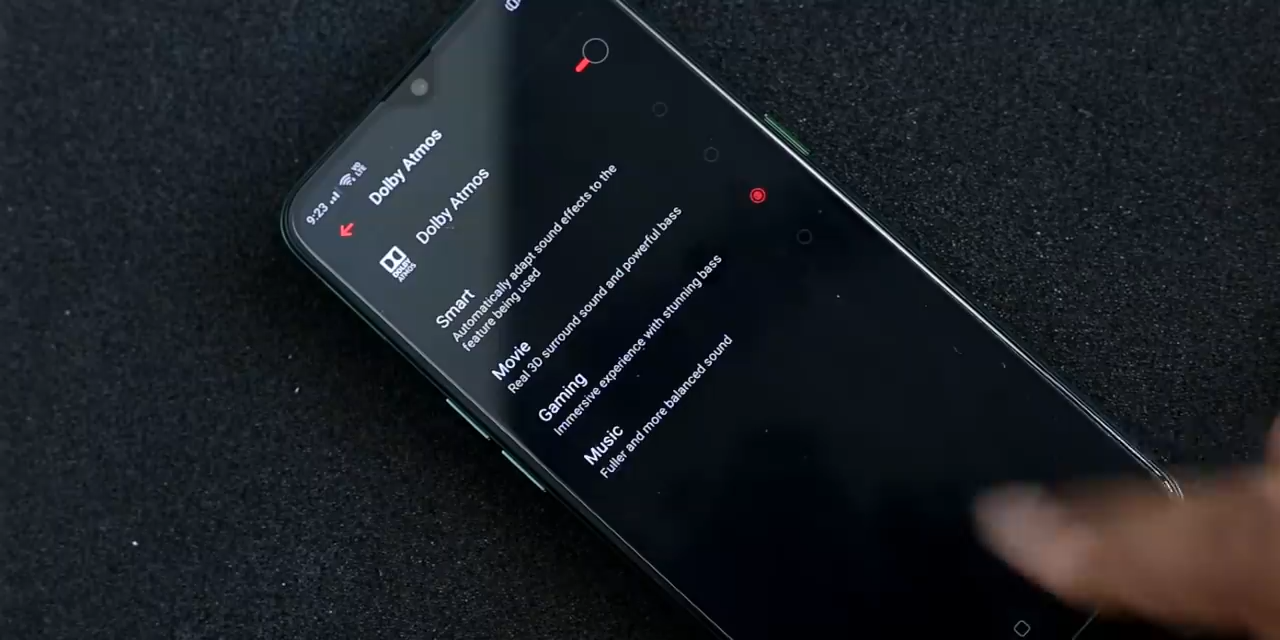 9:23
Dolby Atmos
DOLBY
ATMOS
Dolby Atmos
Smart
Automatically adapt sound effects to the
feature being used
Movie
Real 3D surround sound and powerful bass
Gaming
Immersive experience with stunning bass
Music
Fuller and more balanced sound